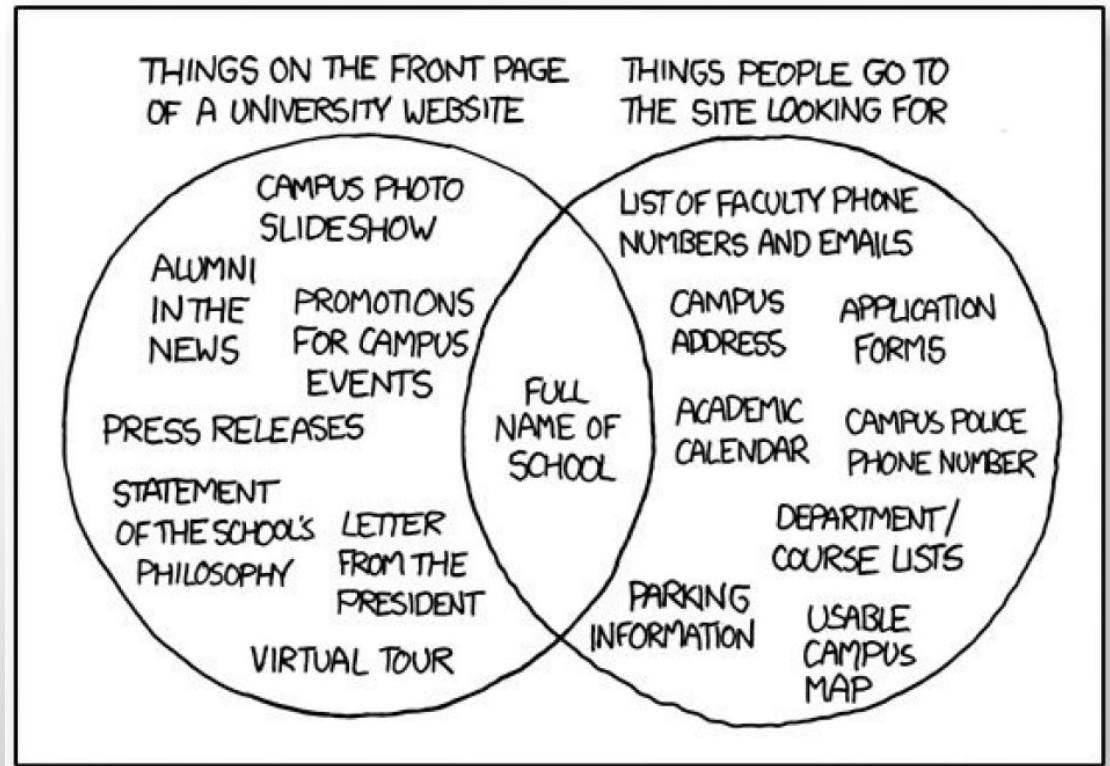 THINGS ON THE FRONT PAGE
OF A UNIVERSITY WEBSITE
THINGS PEOPLE GO TO
THE SITE LOOKING FOR
CAMPUS PHOTO
SLIDESHOW
ALUMNI
IN THE
NEWS
PROMOTIONS
FOR CAMPUS
EVENTS
PRESS RELEASES
STATEMENT
OF THE SCHOOL'S
PHILOSOPHY
LETTER
FROM THE
PRESIDENT
VIRTUAL TOUR
FULL
NAME OF
SCHOOL
LIST OF FACULTY PHONE
NUMBERS AND EMAILS
CAMPUS
ADDRESS
APPLICATION
FORMS
ACADEMIC
CALENDAR
CAMPUS POLICE
PHONE NUMBER
DEPARTMENT/
COURSE LISTS
PARKING
INFORMATION
USABLE
CAMPUS
MAP